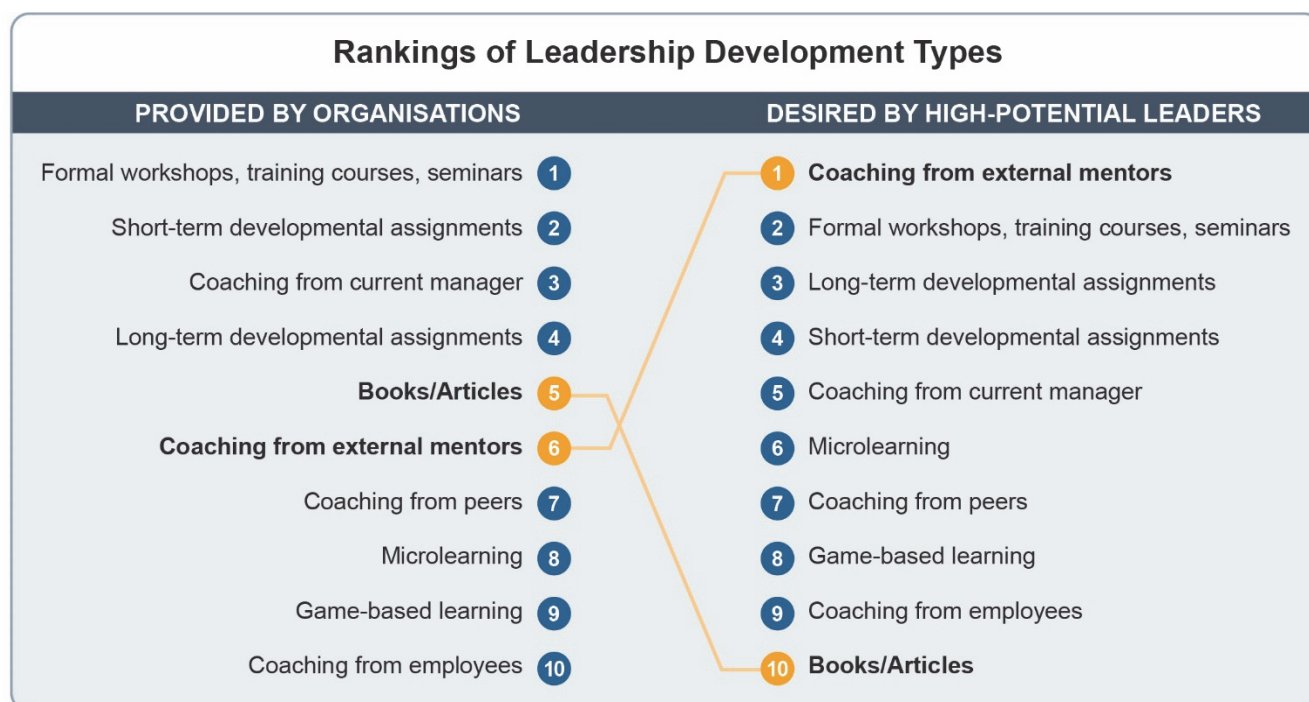 Rankings of Leadership Development Types
PROVIDED BY ORGANISATIONS
Formal workshops, training courses, seminars 1
Short-term developmental assignments 2
Coaching from current manager 3
Long-term developmental assignments 4
Books/Articles 5
Coaching from external mentors 6
Coaching from peers 7
Microlearning 8
Game-based learning 9
Coaching from employees 10
DESIRED BY HIGH-POTENTIAL LEADERS
1 Coaching from external mentors
2 Formal workshops, training courses, seminars
3 Long-term developmental assignments
4 Short-term developmental assignments
5 Coaching from current manager
6 Microlearning
7 Coaching from peers
8 Game-based learning
9 Coaching from employees
10 Books/Articles